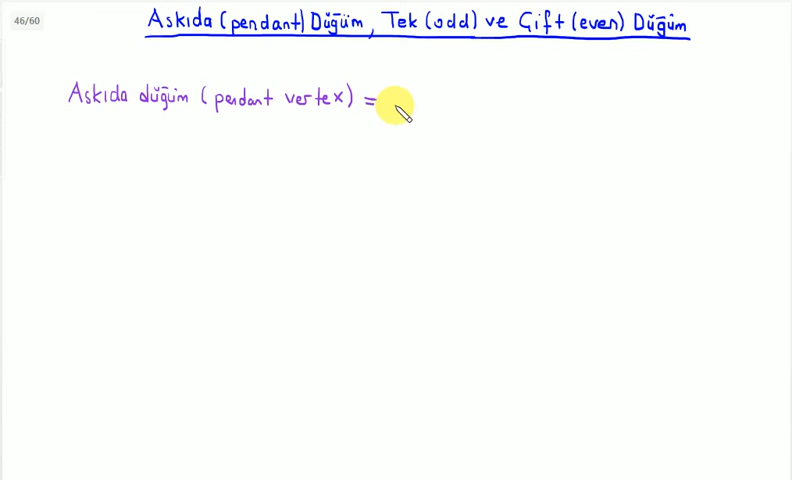 46/60
Askıda (pendant) Düğüm, Tek (odd) ve Çift (even) Düğüm
Askıda düğüm (pendant vertex) =